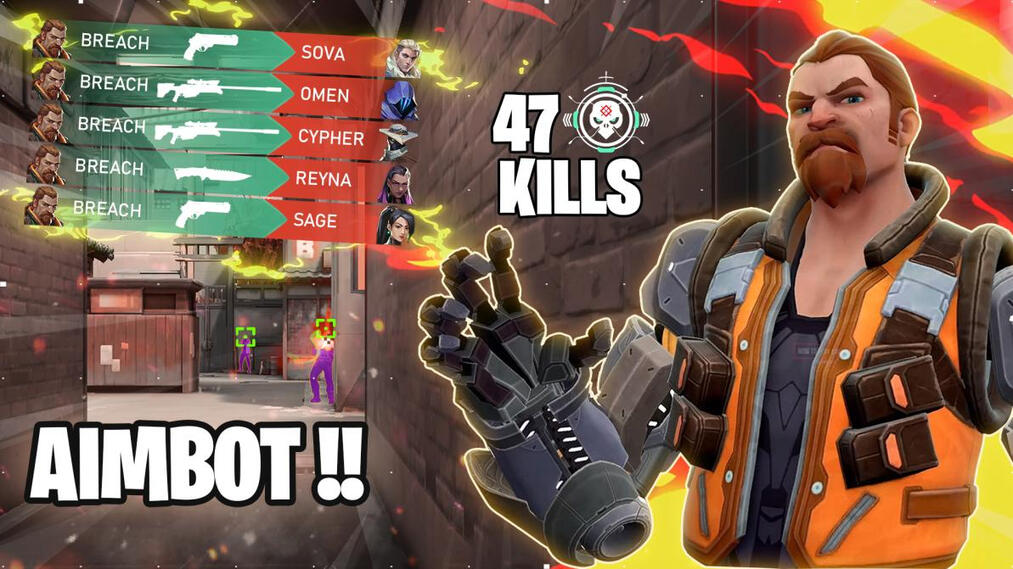 BREACH SOVA
BREACH OMEN
BREACH CYPHER
BREACH REYNA
BREACH SAGE
47
KILLS
B
AIMBOT !!